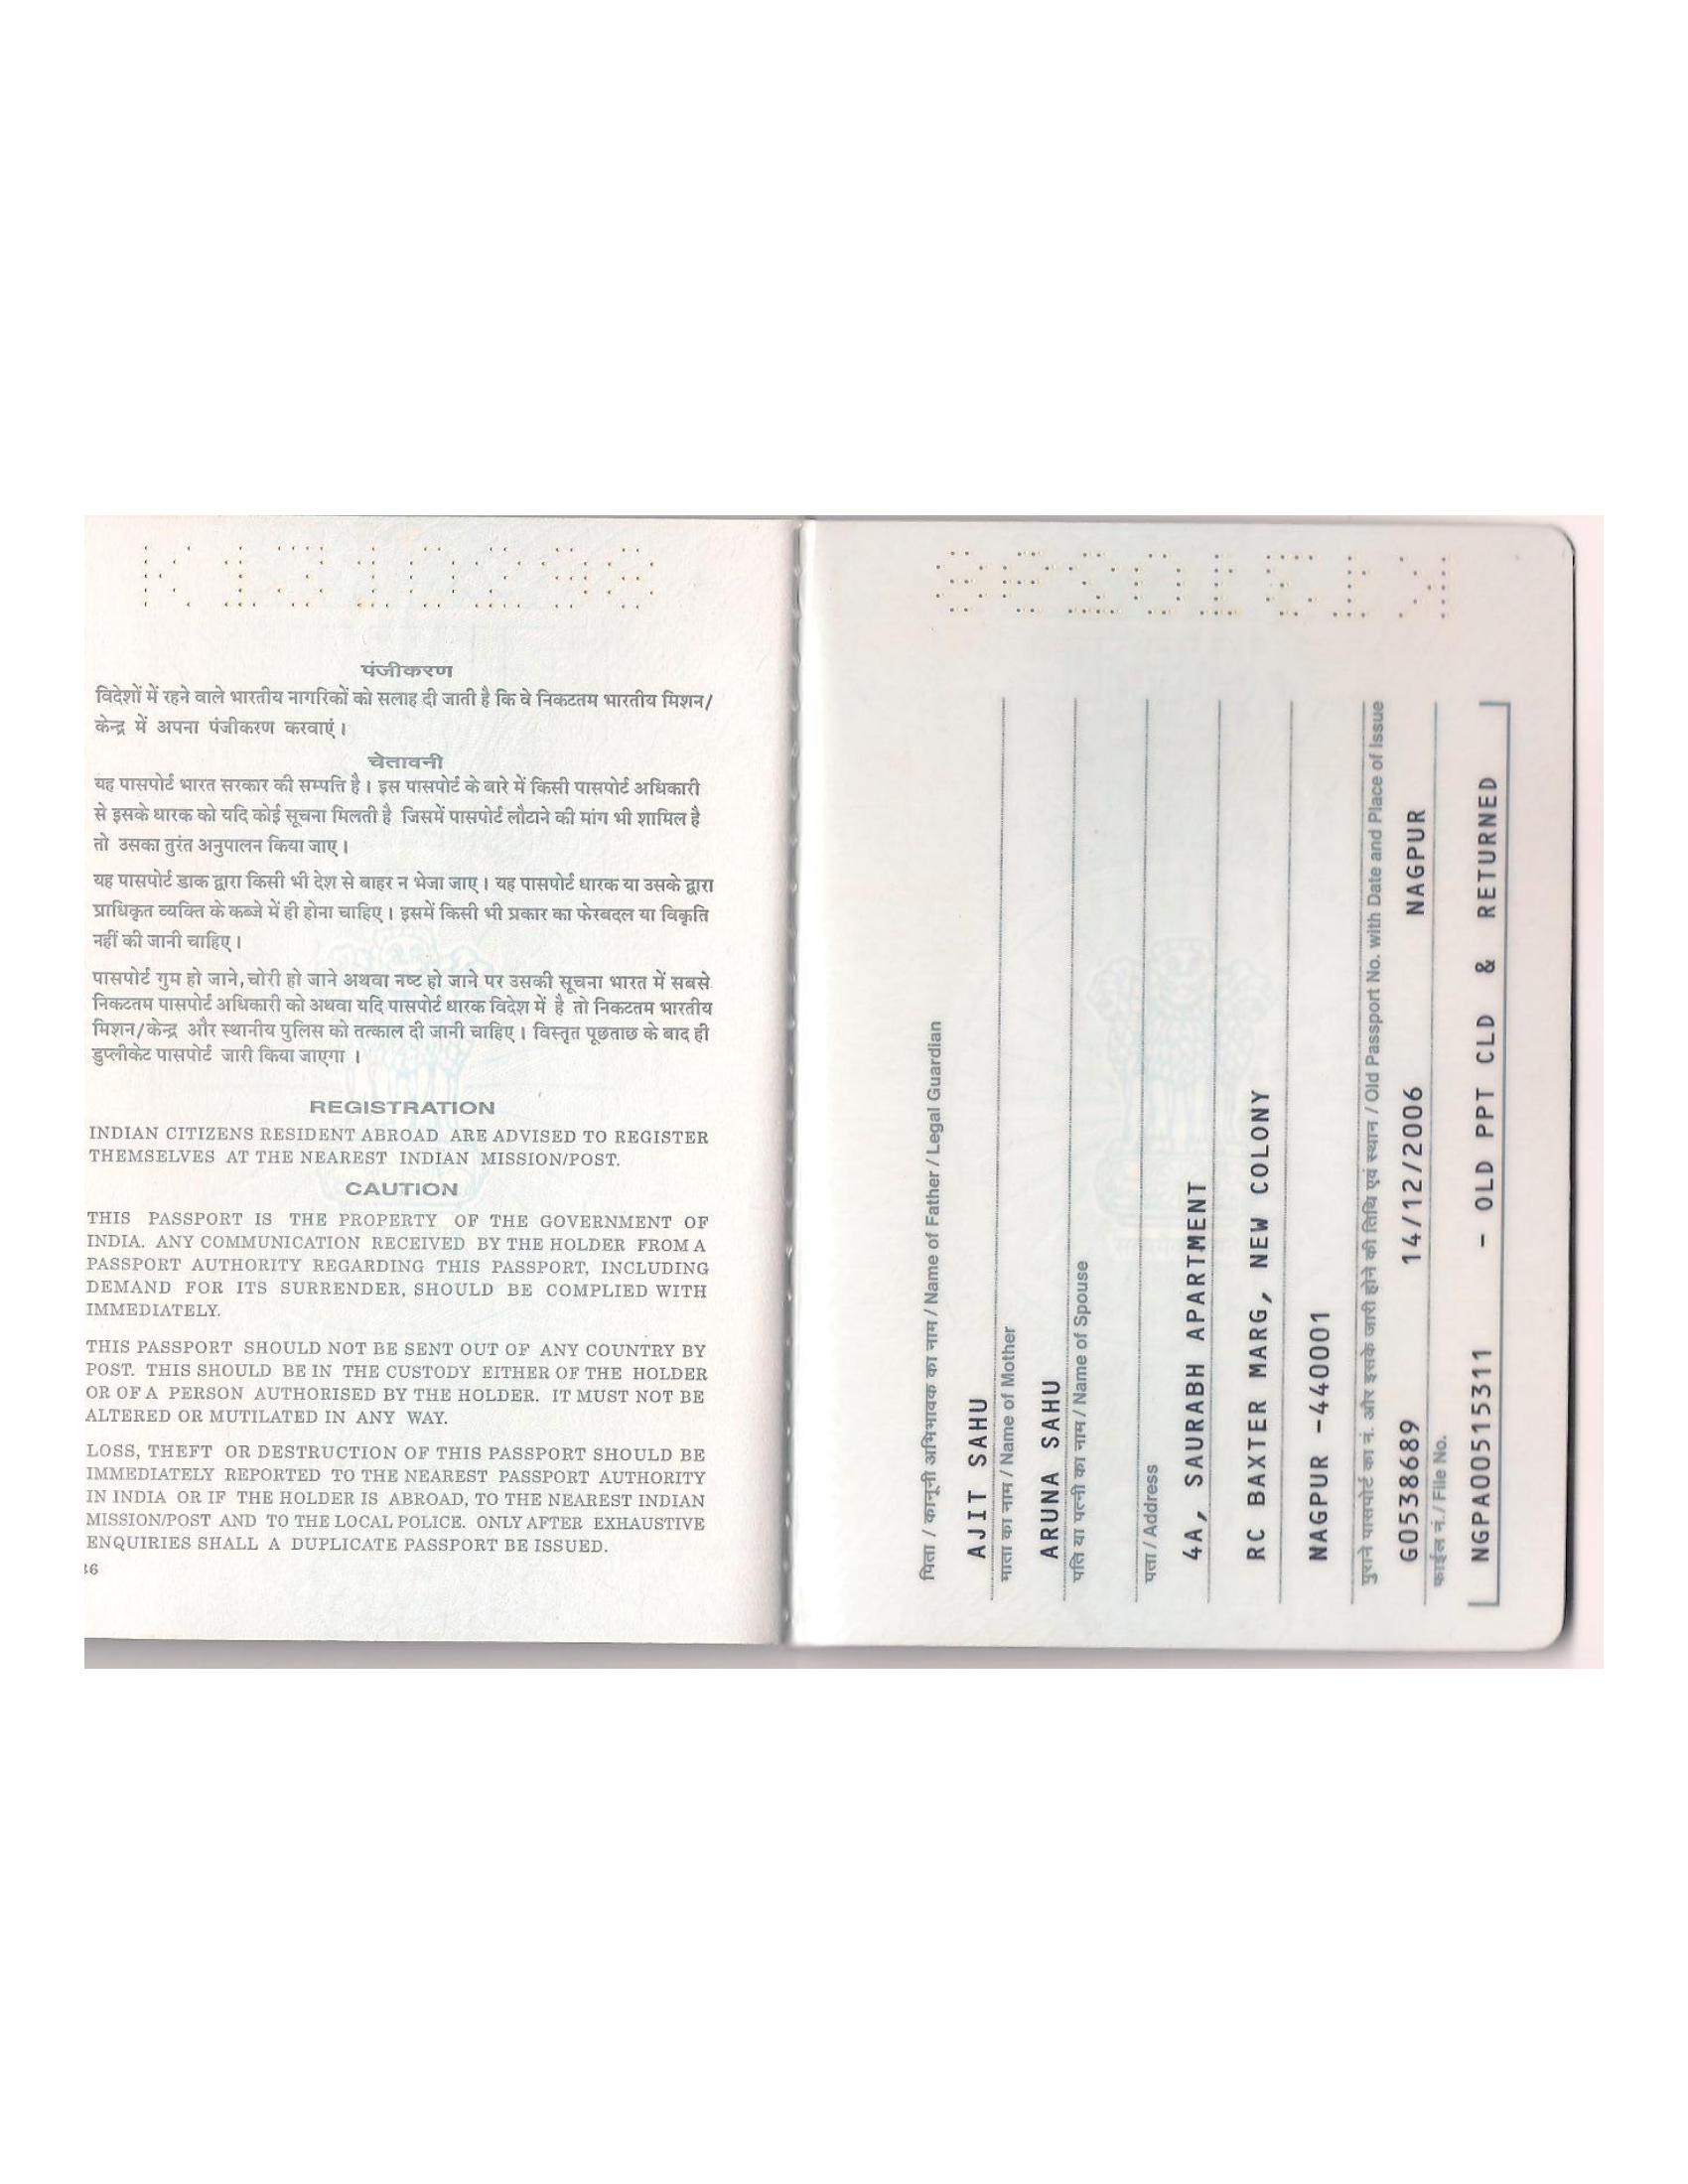 पंजीकरण
विदेशों में रहने वाले भारतीय नागरिकों को सलाह दी जाती है कि वे निकटतम भारतीय मिशन/
केन्द्र में अपना पंजीकरण करवाएं।
चेतावनी
यह पासपोर्ट भारत सरकार की सम्पत्ति है। इस पासपोर्ट के बारे में किसी पासपोर्ट अधिकारी
से इसके धारक को यदि कोई सूचना मिलती है जिसमें पासपोर्ट लौटाने की मांग भी शामिल है
तो उसका तुरंत अनुपालन किया जाए।
यह पासपोर्ट डाक द्वारा किसी भी देश से बाहर न भेजा जाए। यह पासपोर्ट धारक या उसके द्वारा
प्राधिकृत व्यक्ति के कब्जे में ही होना चाहिए। इसमें किसी भी प्रकार का फेरबदल या विकृति
नहीं की जानी चाहिए।
पासपोर्ट गुम हो जाने, चोरी हो जाने अथवा नष्ट हो जाने पर उसकी सूचना भारत में सबसे
निकटतम पासपोर्ट अधिकारी को अथवा यदि पासपोर्ट धारक विदेश में है तो निकटतम भारतीय
मिशन/केन्द्र और स्थानीय पुलिस को तत्काल दी जानी चाहिए। विस्तृत पूछताछ के बाद ही
डुप्लीकेट पासपोर्ट जारी किया जाएगा ।
REGISTRATION
INDIAN CITIZENS RESIDENT ABROAD ARE ADVISED TO REGISTER
THEMSELVES AT THE NEAREST INDIAN MISSION/POST.
CAUTION
THIS PASSPORT IS THE PROPERTY OF THE GOVERNMENT OF
INDIA. ANY COMMUNICATION RECEIVED BY THE HOLDER FROM A
PASSPORT AUTHORITY REGARDING THIS PASSPORT, INCLUDING
DEMAND FOR ITS SURRENDER, SHOULD BE COMPLIED WITH
IMMEDIATELY.
THIS PASSPORT SHOULD NOT BE SENT OUT OF ANY COUNTRY BY
POST. THIS SHOULD BE IN THE CUSTODY EITHER OF THE HOLDER
OR OF A PERSON AUTHORISED BY THE HOLDER. IT MUST NOT BE
ALTERED OR MUTILATED IN ANY WAY.
LOSS, THEFT OR DESTRUCTION OF THIS PASSPORT SHOULD BE
IMMEDIATELY REPORTED TO THE NEAREST PASSPORT AUTHORITY
IN INDIA OR IF THE HOLDER IS ABROAD, TO THE NEAREST INDIAN
MISSION/POST AND TO THE LOCAL POLICE. ONLY AFTER EXHAUSTIVE
ENQUIRIES SHALL A DUPLICATE PASSPORT BE ISSUED.
36
पिता / कानूनी अभिभावक का नाम / Name of Father / Legal Guardian
AJIT SAHU
माता का नाम / Name of Mother
ARUNA SAHU
पति या पत्नी का नाम / Name of Spouse
पता / Address
4A, SAURABH APARTMENT
RC BAXTER MARG, NEW COLONY
NAGPUR -440001
पुराने पासपोर्ट का नं. और इसके जारी होने की तिथि एवं स्थान / Old Passport No. with Date and Place of Issue
G0538689 14/12/2006 NAGPUR
फाईल नं. / File No.
NGPA00515311 - OLD PPT CLD & RETURNED